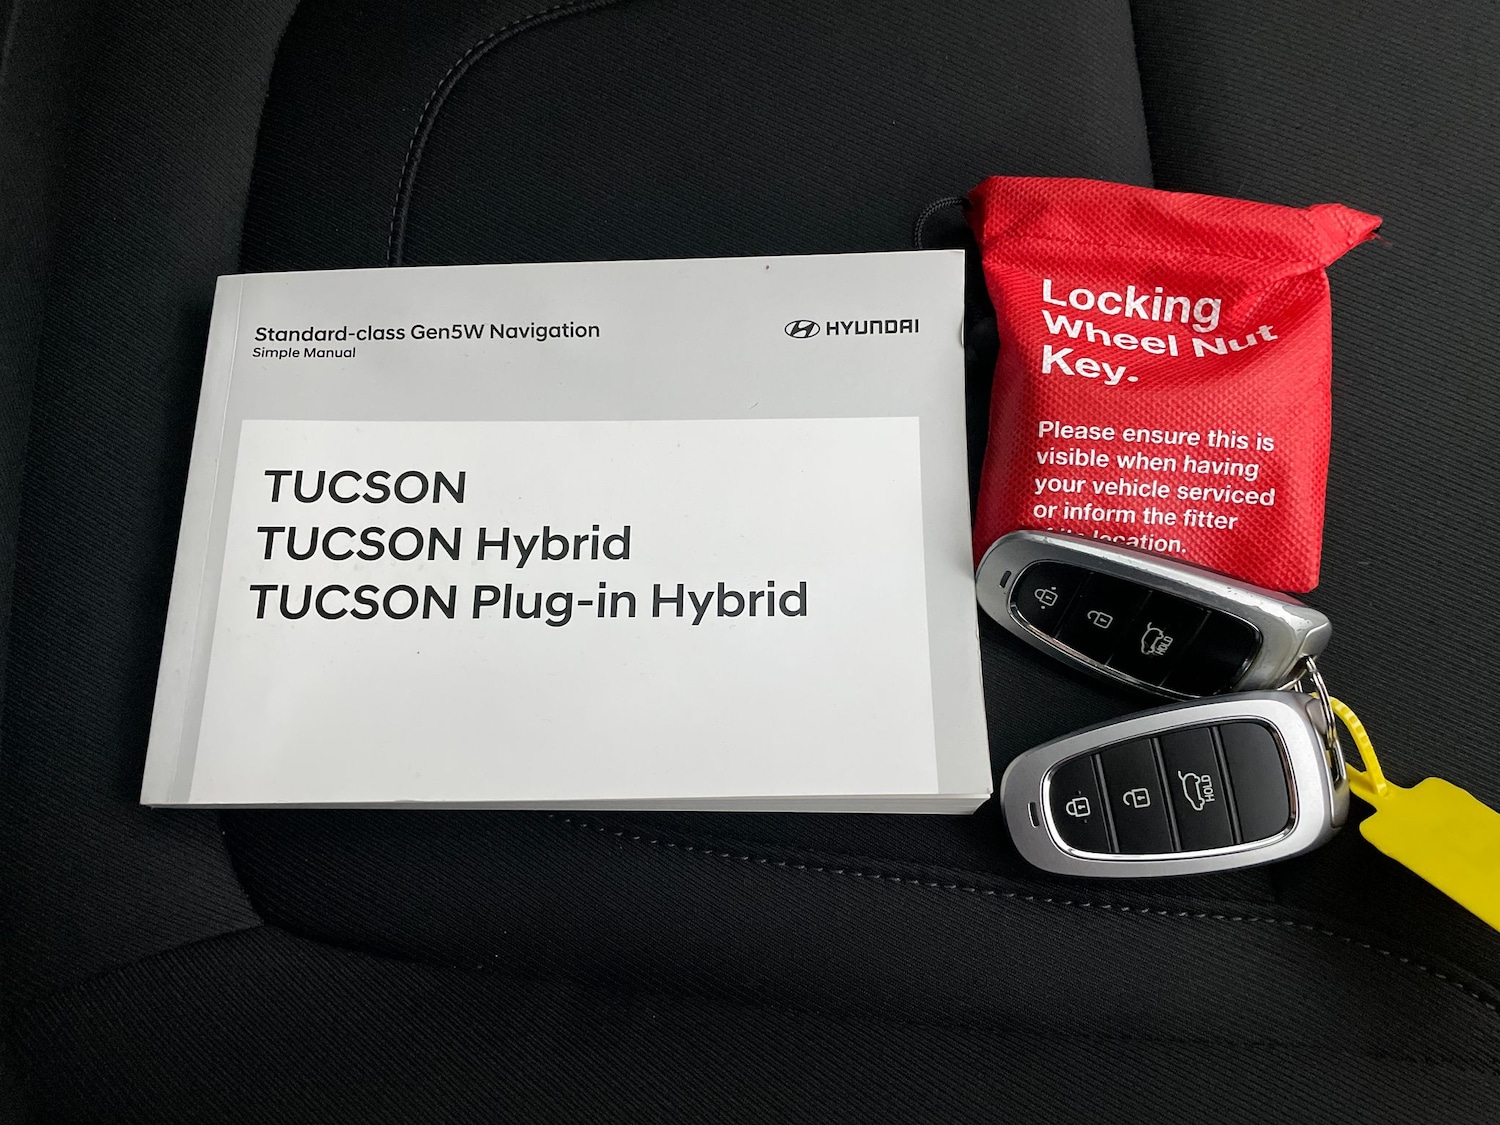 Standard-class Gen5W Navigation
Simple Manual
HYUNDAI
TUCSON
TUCSON Hybrid
TUCSON Plug-in Hybrid
Locking
Wheel Nut
Key.
Please ensure this is
visible when having
your vehicle serviced
or inform the fitter
location.
HOLD
HOLD